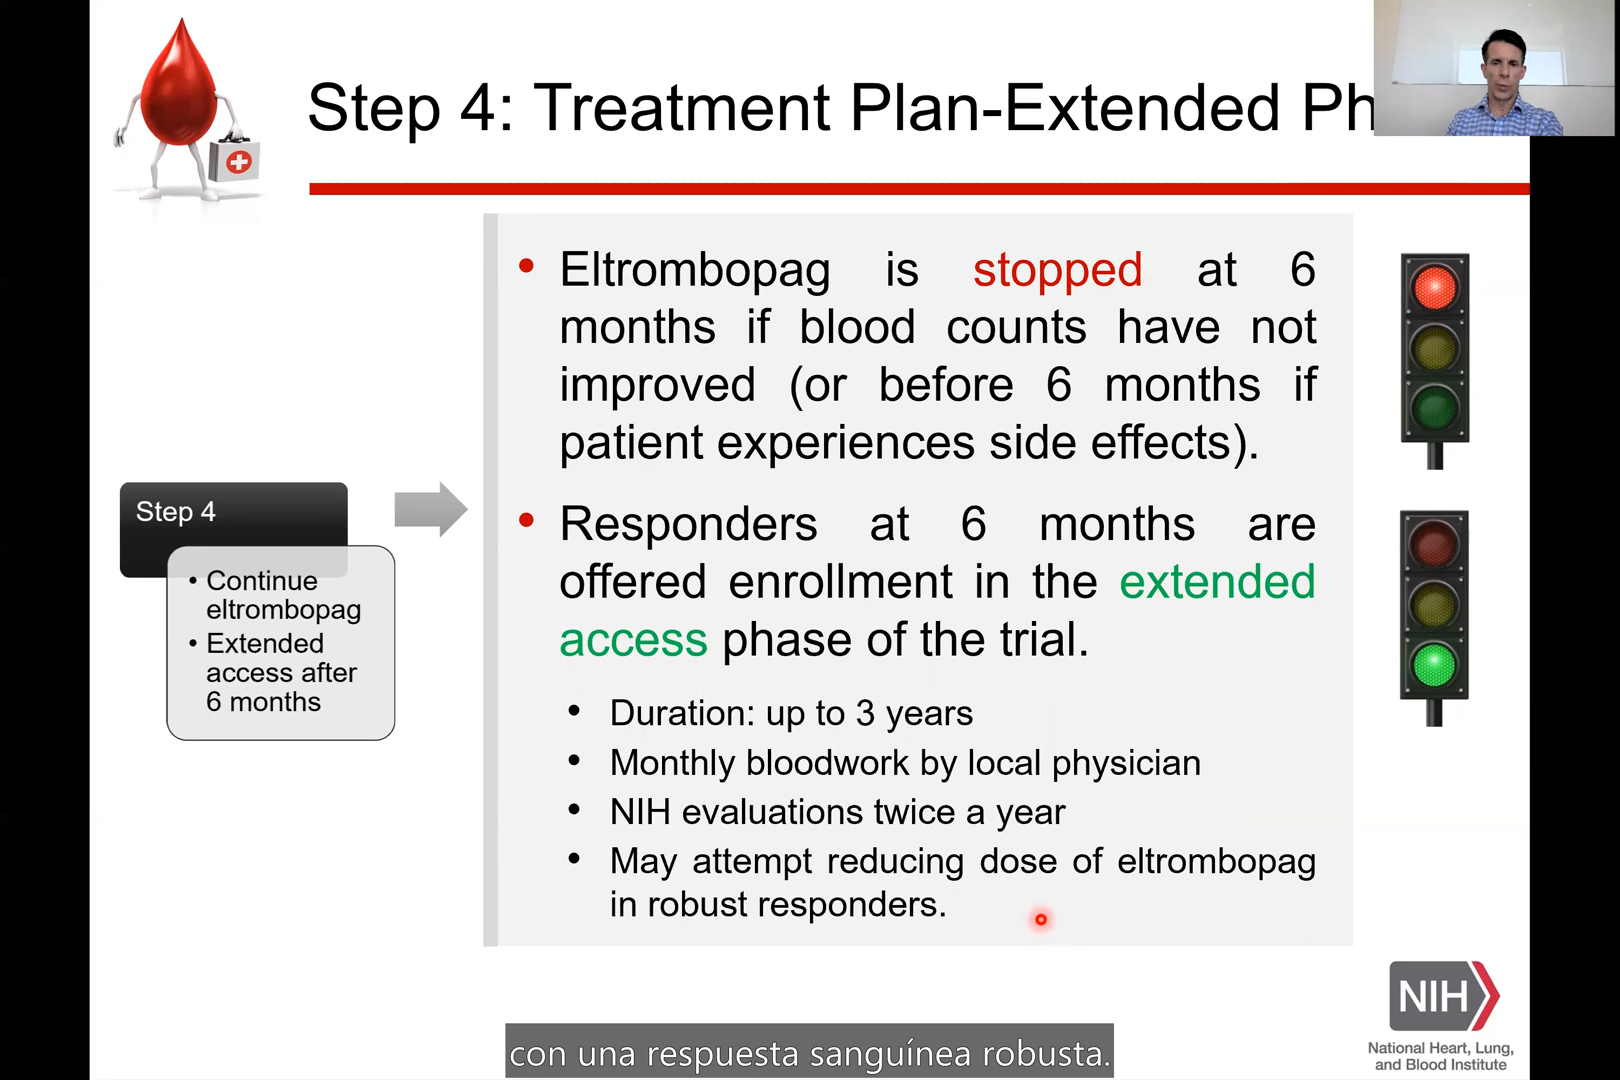 Step 4: Treatment Plan-Extended Ph
• Eltrombopag is stopped at 6
months if blood counts have not
improved (or before 6 months if
patient experiences side effects).
• Responders at 6 months are
offered enrollment in the extended
access phase of the trial.
• Duration: up to 3 years
• Monthly bloodwork by local physician
• NIH evaluations twice a year
• May attempt reducing dose of eltrombopag
in robust responders.
Step 4
• Continue
eltrombopag
• Extended
access after
6 months
NIH
National Heart, Lung,
and Blood Institute
con una respuesta sanguínea robusta.